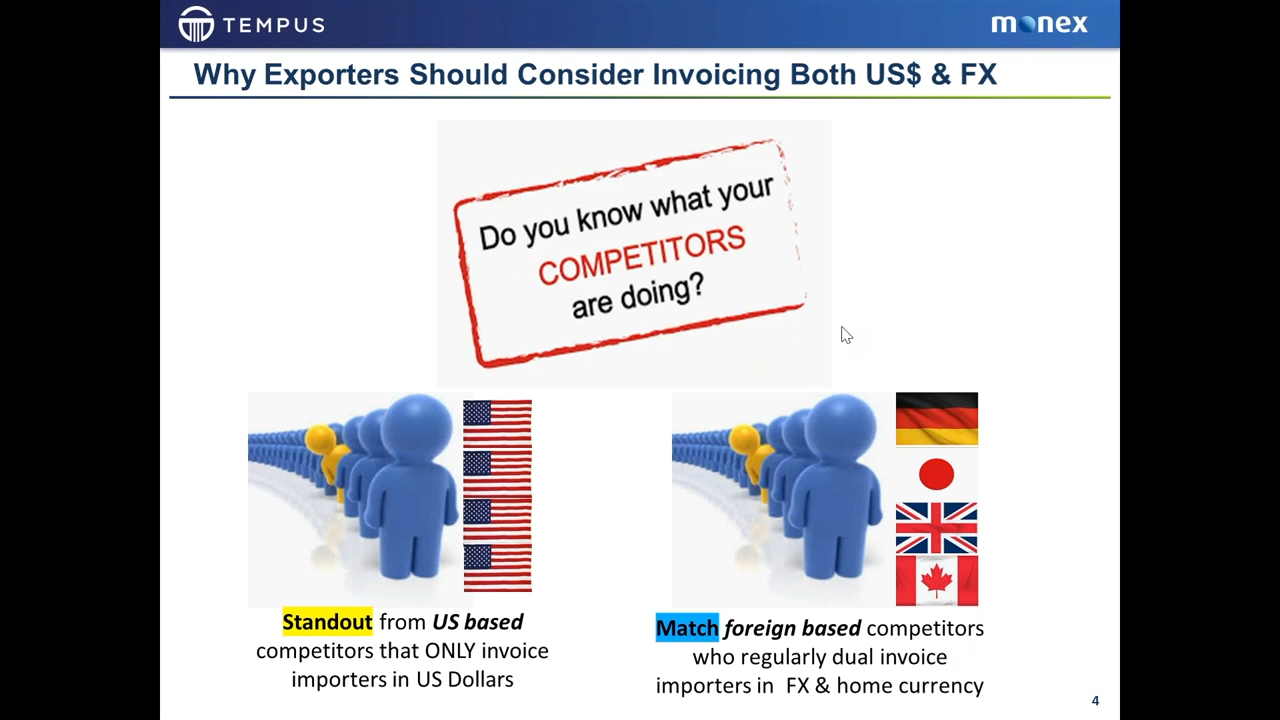 TEMPUS
monex
Why Exporters Should Consider Invoicing Both US$ & FX
Do you know what your
COMPETITORS
are doing?
Standout from US based
competitors that ONLY invoice
importers in US Dollars
Match foreign based competitors
who regularly dual invoice
importers in FX & home currency
4